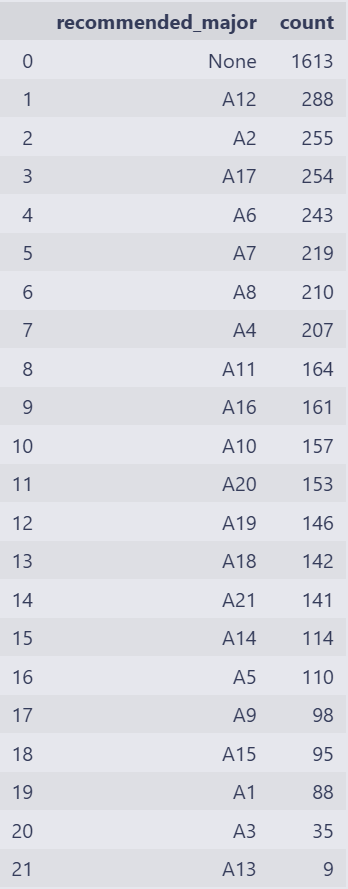 recommended_major count
0 None 1613
1 A12 288
2 A2 255
3 A17 254
4 A6 243
5 A7 219
6 A8 210
7 A4 207
8 A11 164
9 A16 161
10 A10 157
11 A20 153
12 A19 146
13 A18 142
14 A21 141
15 A14 114
16 A5 110
17 A9 98
18 A15 95
19 A1 88
20 A3 35
21 A13 9